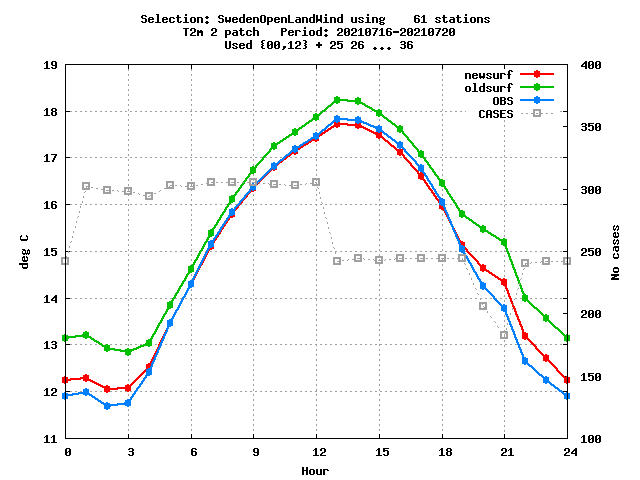 Selection: SwedenOpenLandWind using    61 stations
T2m 2 patch   Period: 20210716-20210720
Used {00,12} + 25 26 ... 36
19
18
17
16
15
14
13
12
11
400
350
300
250
200
150
100
newsurf
oldsurf
OBS
CASES
deg C
No cases
0
3
6
9
12
15
18
21
24
Hour